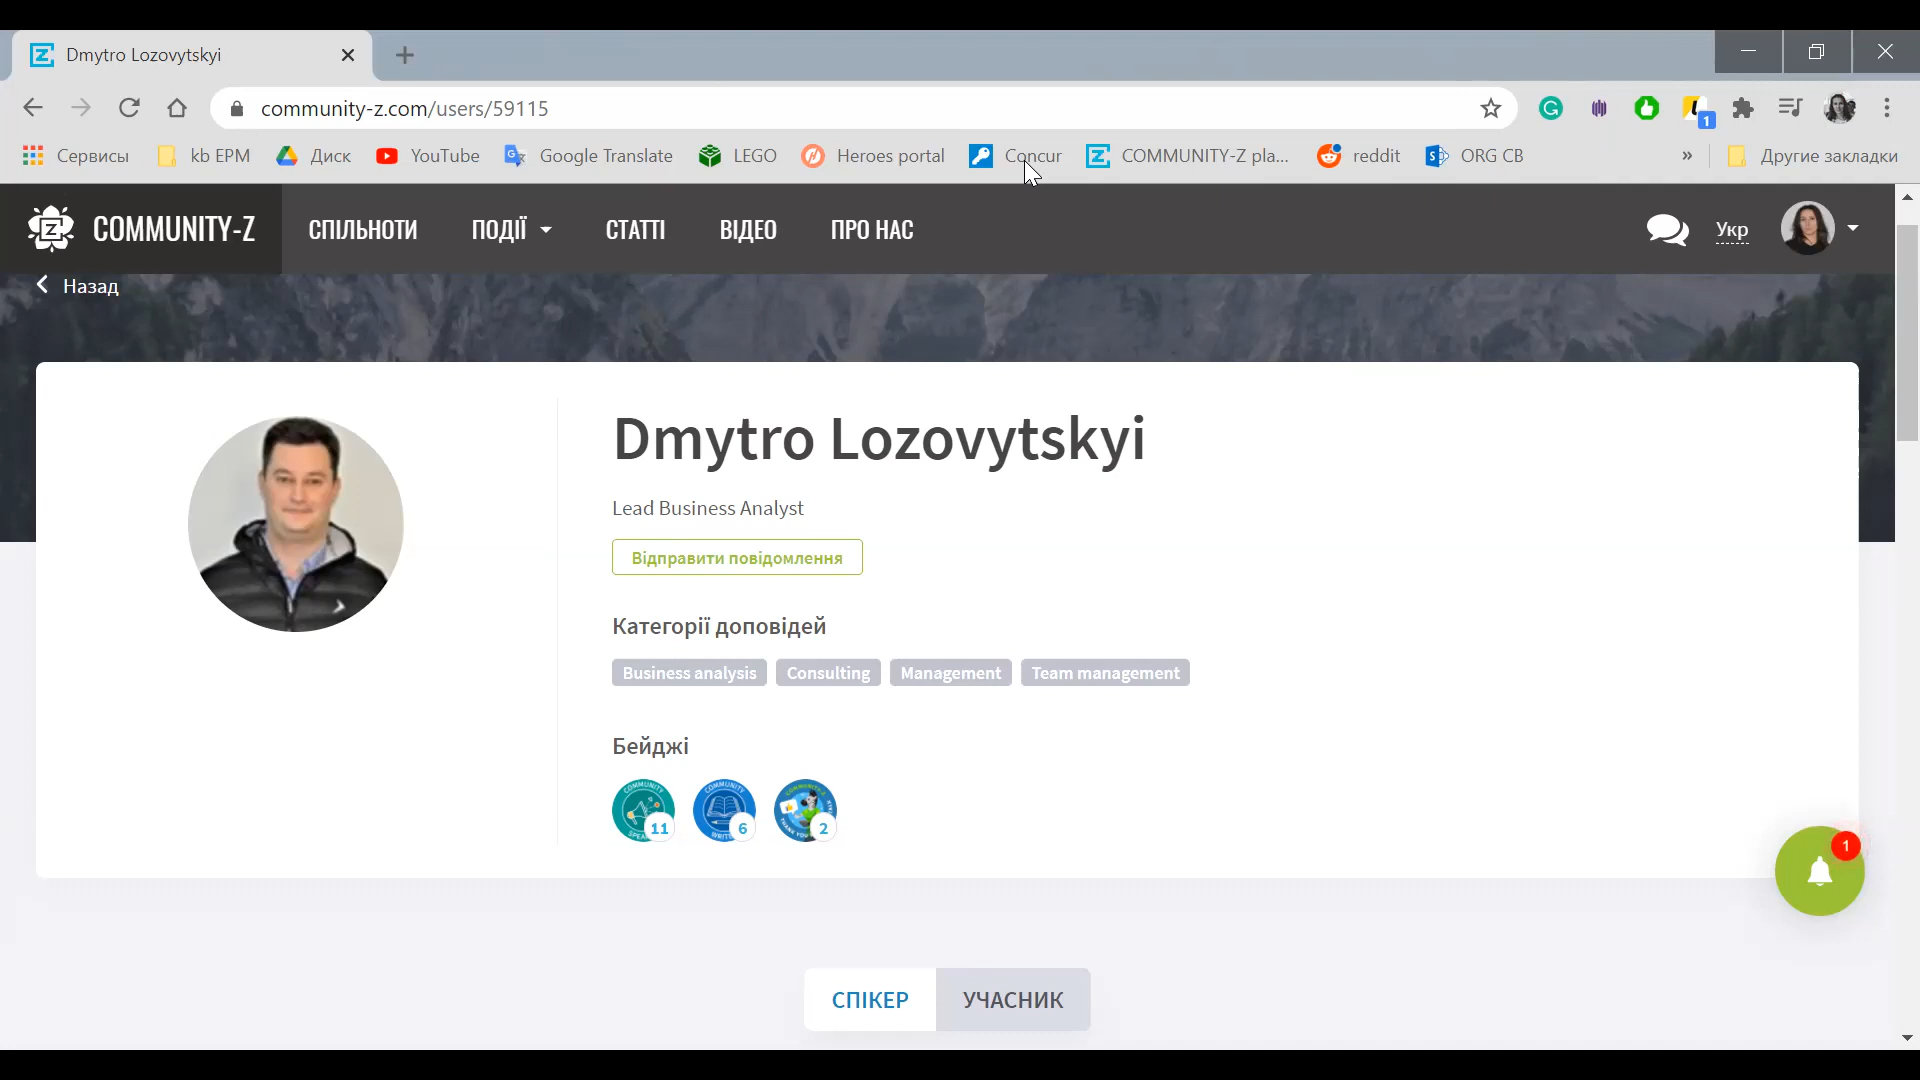 Dmytro Lozovytskyi
community-z.com/users/59115
1
Сервисы
kb EPM
Диск
YouTube
Google Translate
LEGO
Heroes portal
Concur
COMMUNITY-Z pla...
reddit
ORG CB
»
Другие закладки
COMMUNITY-Z
СПІЛЬНОТИ
ПОДІЇ
СТАТТІ
ВІДЕО
ПРО НАС
Укр
Назад
Dmytro Lozovytskyi
Lead Business Analyst
Відправити повідомлення
Категорії доповідей
Business analysis
Consulting
Management
Team management
Бейджі
11
6
2
1
СПІКЕР
УЧАСНИК